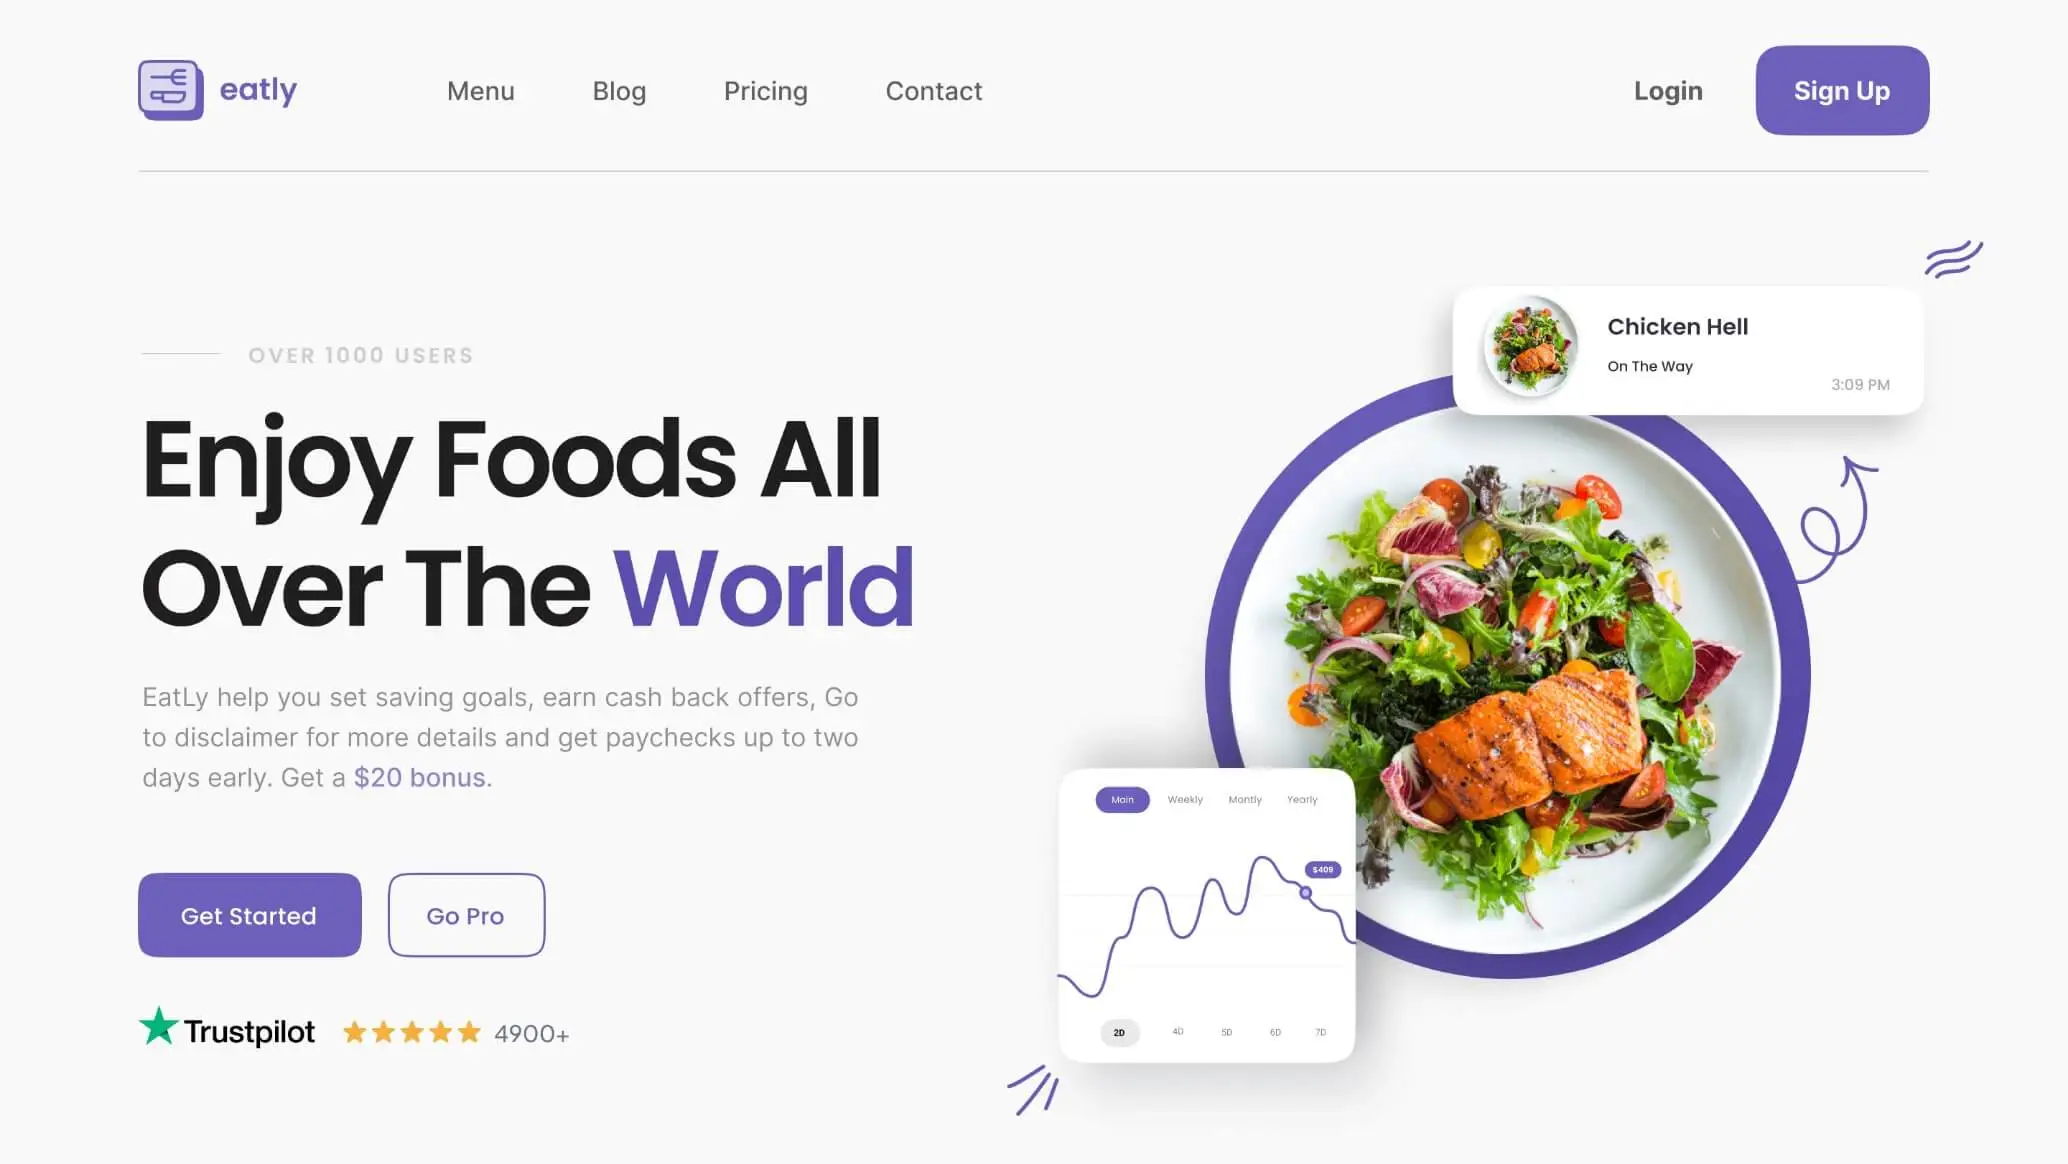 eatly
Menu
Blog
Pricing
Contact
Login
Sign Up
OVER 1000 USERS
Enjoy Foods All
Over The World
EatLy help you set saving goals, earn cash back offers, Go
to disclaimer for more details and get paychecks up to two
days early. Get a $20 bonus.
Get Started
Go Pro
Trustpilot
4900+
Chicken Hell
On The Way
3:09 PM
Main
Weekly
Montly
Yearly
$409
2D
4D
5D
6D
7D